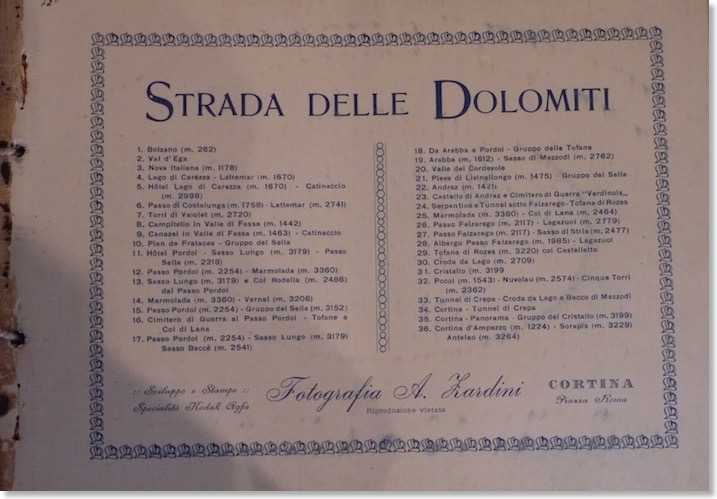 STRADA DELLE DOLOMITI
1. Bolzano (m. 262)
2. Val d'Ega
3. Nova Italiana (m. 1178)
4. Lago di Carezza - Lattemar (m. 1670)
5. Hôtel Lago di Carezza (m. 1670) - Catinaccio
(m. 2998)
6. Passo di Costalunga (m. 1758) - Lattemar (m. 2741)
7. Torri di Vaiolet (m. 2720)
8. Campitello in Valle di Fassa (m. 1442)
9. Canazei in Valle di Fassa (m. 1463) - Catinaccio
10. Pian de Frataces - Gruppo del Sella
11. Hôtel Pordoi - Sasso Lungo (m. 3179) - Passo
Sella (m. 2218)
12. Passo Pordoi (m. 2254) - Marmolada (m. 3360)
13. Sasso Lungo (m. 3179) e Col Rodella (m. 2486)
dal Passo Pordoi
14. Marmolada (m. 3360) - Vernel (m. 3206)
15. Passo Pordoi (m. 2254) - Gruppo del Sella (m. 3152)
16. Cimitero di Guerra al Passo Pordoi - Tofane e
Col di Lana
17. Passo Pordoi (m. 2254) - Sasso Lungo (m. 3179)
Sasso Beccè (m. 2541)
18. Da Arabba a Pordoi - Gruppo delle Tofane
19. Arabba (m. 1612) - Sasso di Mezzodì (m. 2762)
20. Valle del Cordevole
21. Pieve di Livinallongo (m. 1475) - Gruppo del Sella
22. Andraz (m. 1421)
23. Castello di Andraz e Cimitero di Guerra "Verdinois„
24. Serpentine e Tunnel sotto Falzarego - Tofana di Rozes
25. Marmolada (m. 3360) - Col di Lana (m. 2464)
26. Passo Falzarego (m. 2117) - Lagazuoi (m. 2779)
27. Passo Falzarego (m. 2117) - Sasso di Stria (m. 2477)
28. Albergo Passo Falzarego (m. 1985) - Lagazuoi
29. Tofana di Rozes (m. 3220) col Castelletto
30. Croda da Lago (m. 2709)
31. Cristallo (m. 3199
32. Pocol (m. 1543) - Nuvolau (m. 2574) - Cinque Torri
(m. 2362)
33. Tunnel di Crepa - Croda da Lago e Becco di Mezzodì
34. Cortina - Tunnel di Crepa
35. Cortina - Panorama - Gruppo del Cristallo (m. 3199)
36. Cortina d'Ampezzo (m. 1224) - Sorapis (m. 3229)
Antelao (m. 3264)
:: Sviluppo e Stampe ::
Specialità Kodak Agfa
Fotografia A. Zardini
Riproduzione vietata
CORTINA
Piazza Roma